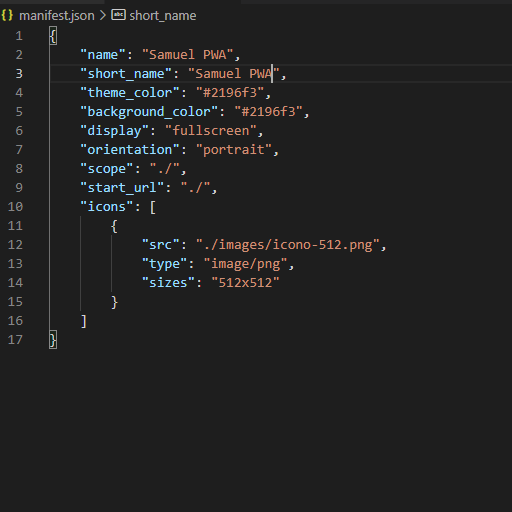 {} manifest.json > abc short_name
1 {
2 "name": "Samuel PWA",
3 "short_name": "Samuel PWA",
4 "theme_color": "#2196f3",
5 "background_color": "#2196f3",
6 "display": "fullscreen",
7 "orientation": "portrait",
8 "scope": "./",
9 "start_url": "./",
10 "icons": [
11 {
12 "src": "./images/icono-512.png",
13 "type": "image/png",
14 "sizes": "512x512"
15 }
16 ]
17 }